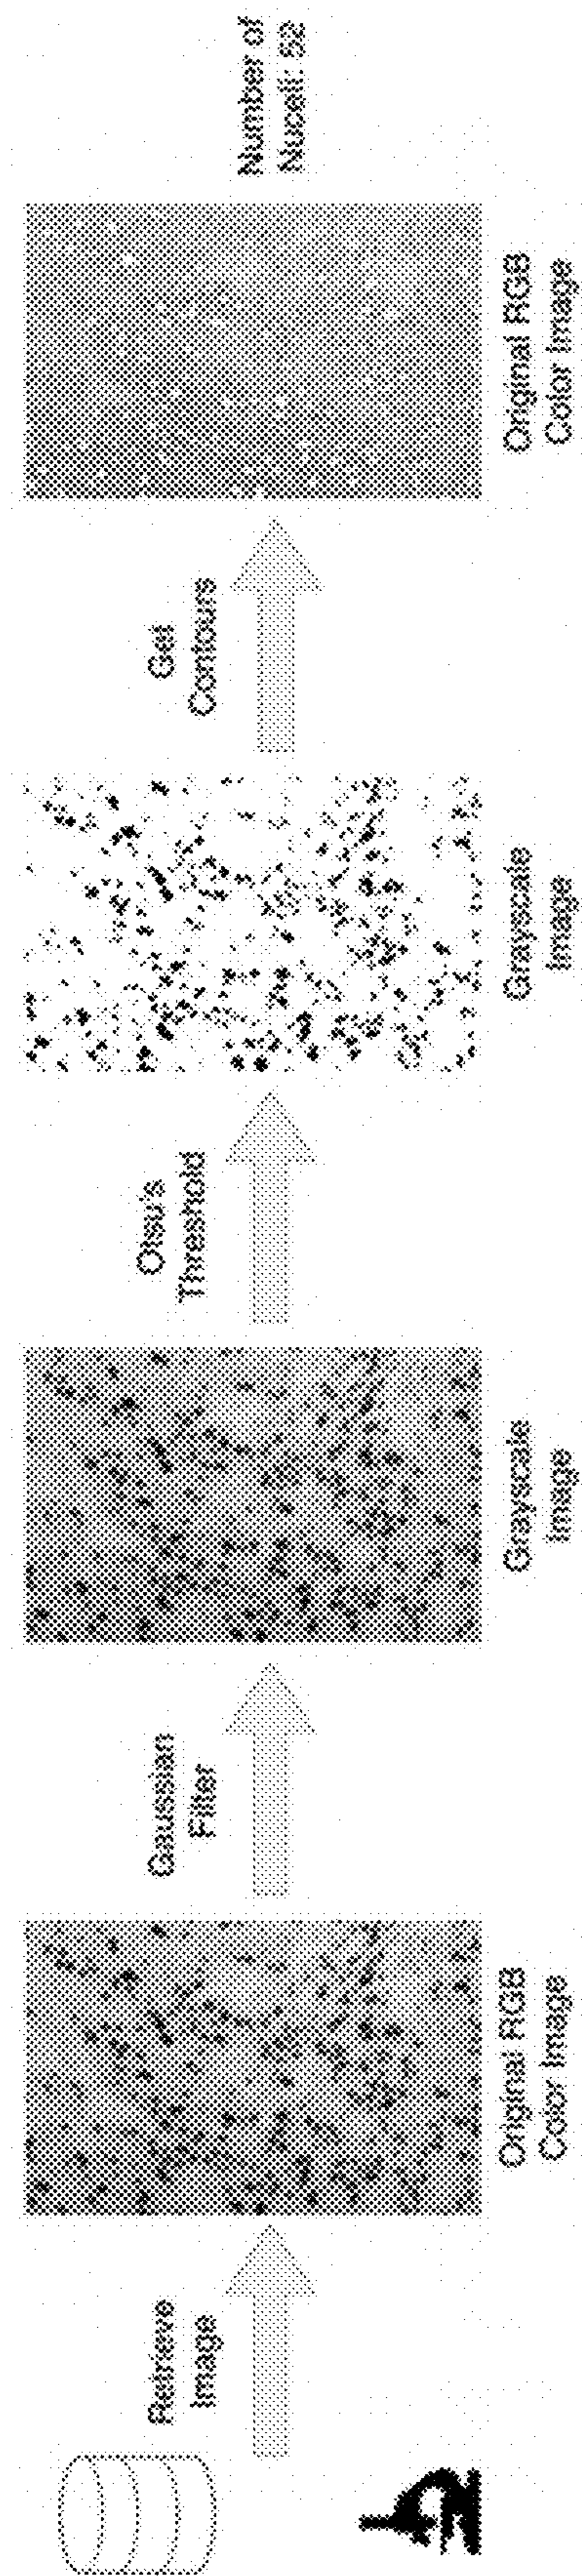 Retrieve
Image
Original RGB
Color Image
Gaussian
Filter
Grayscale
Image
Otsu's
Threshold
Grayscale
Image
Get
Contours
Original RGB
Color Image
Number of
Nuceli: 52